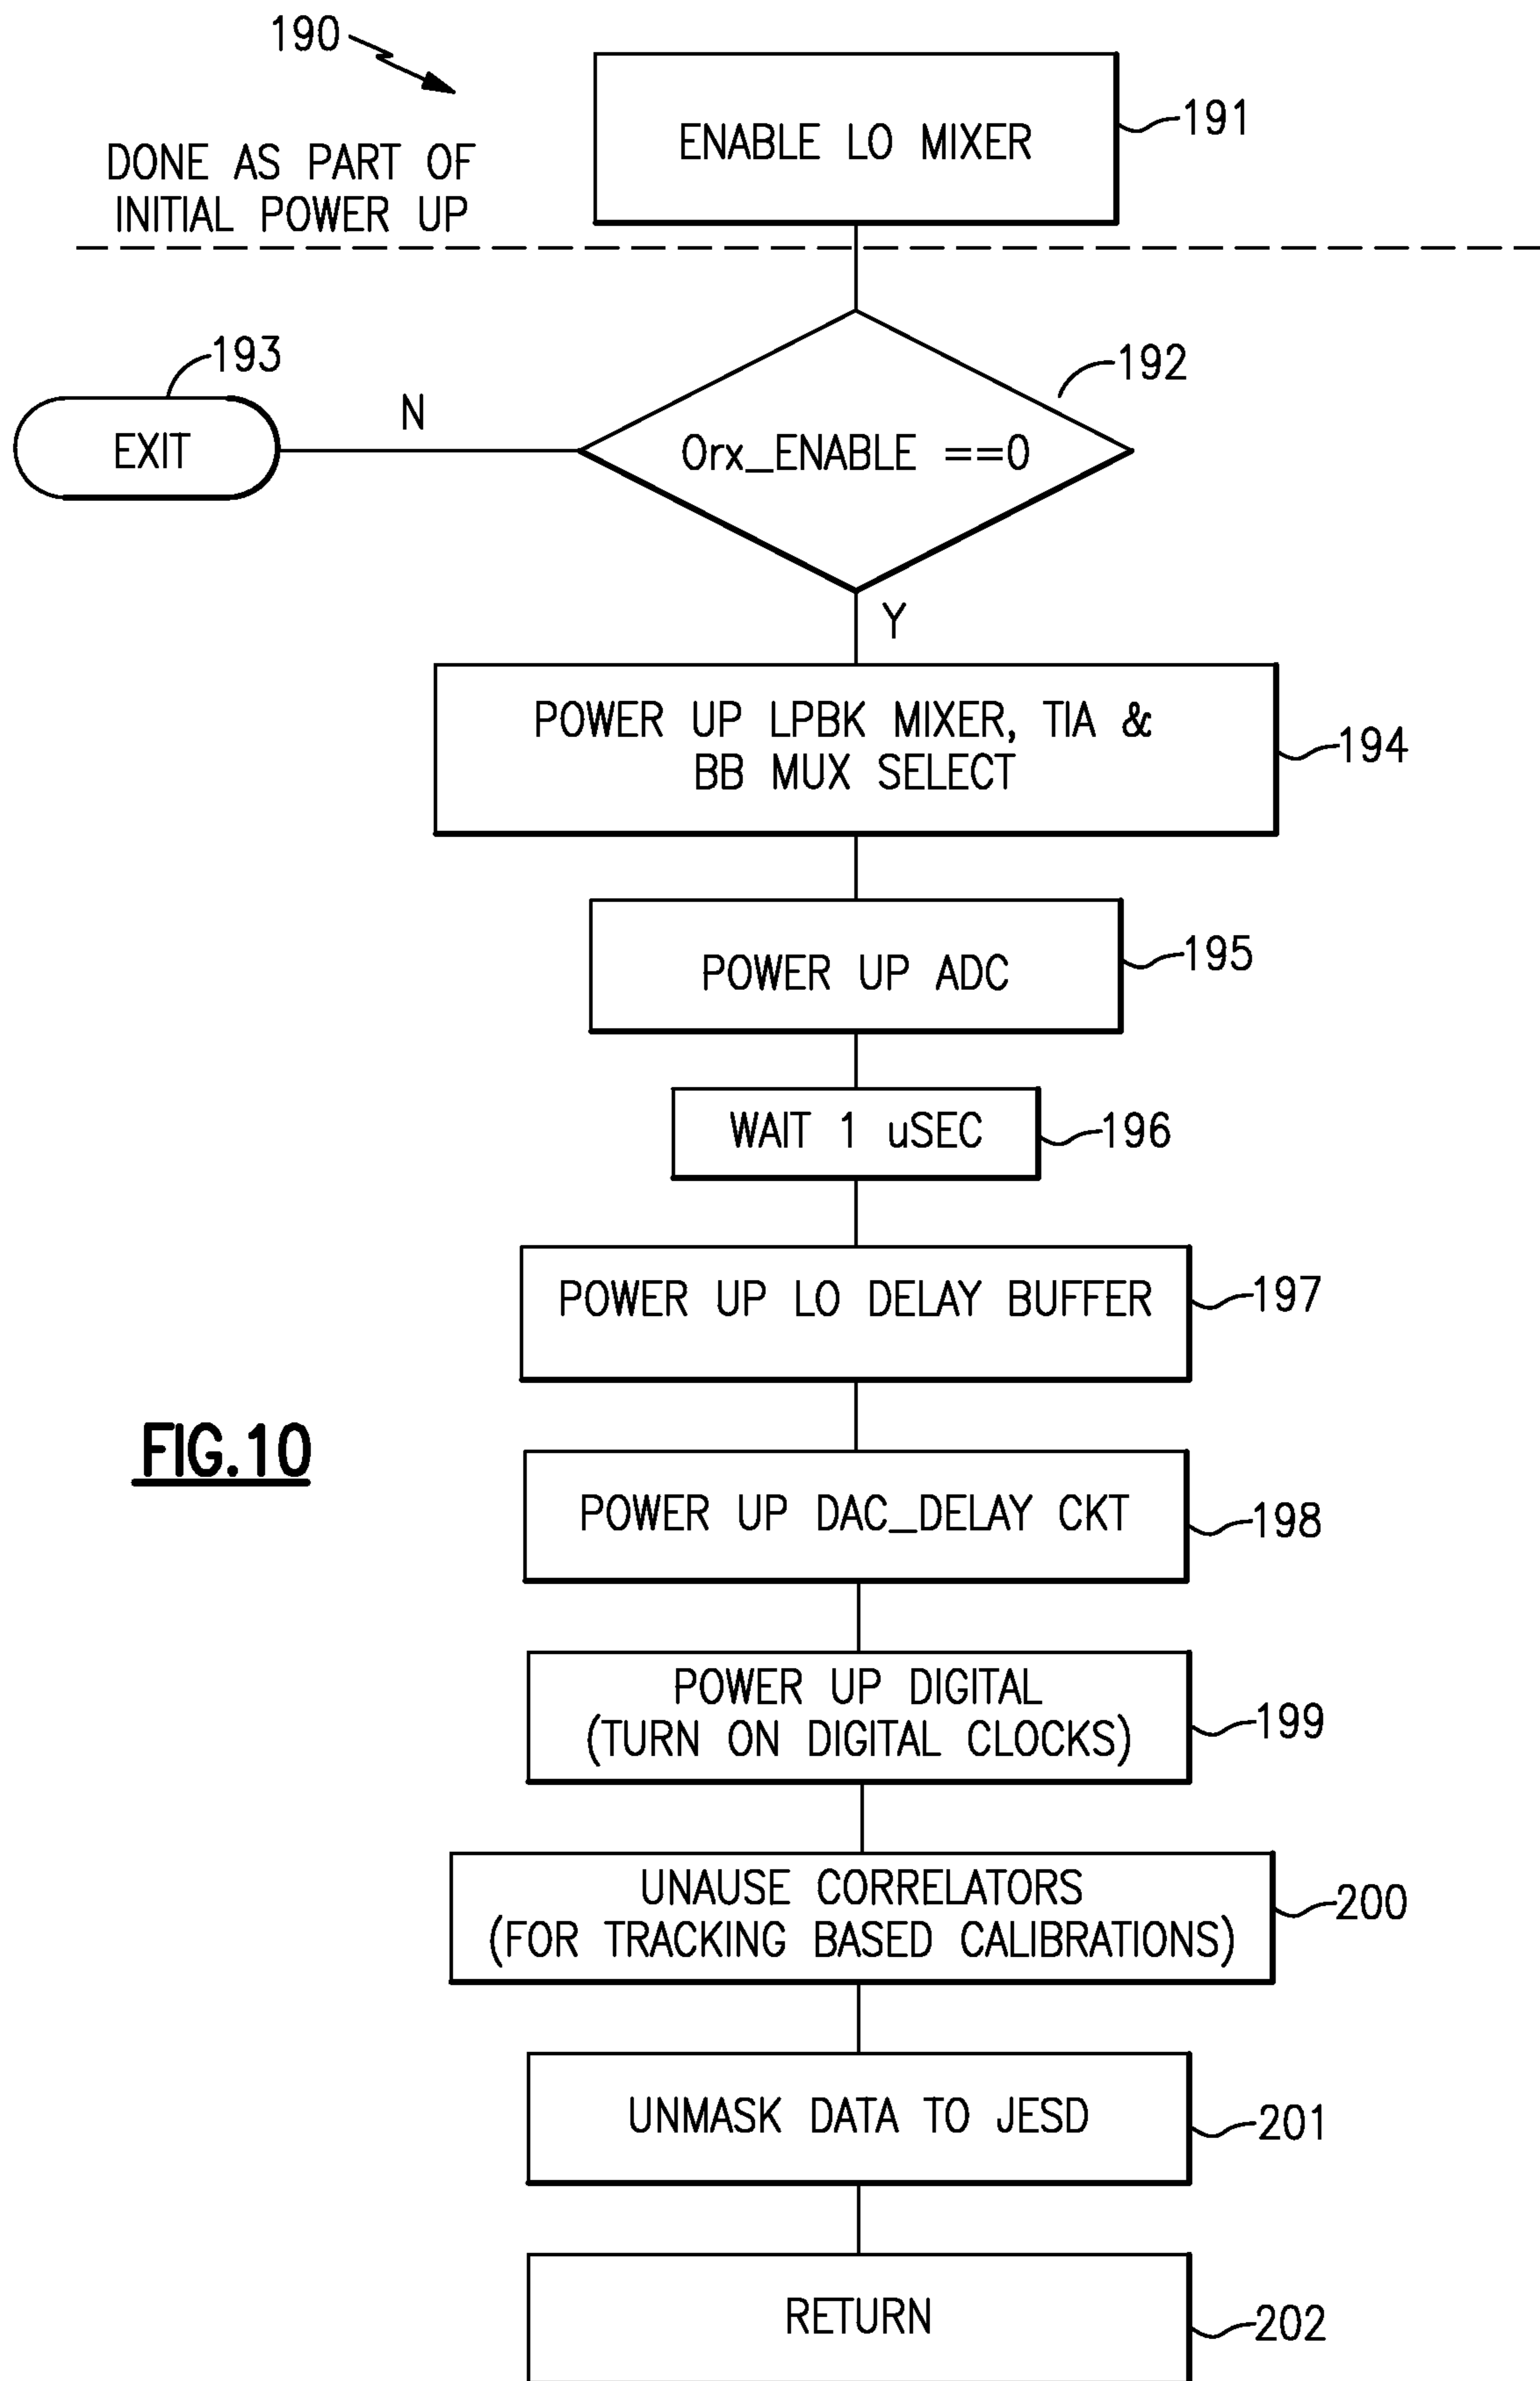 190
ENABLE LO MIXER
191
DONE AS PART OF
INITIAL POWER UP
193
192
EXIT
N
Orx_ENABLE ==0
Y
POWER UP LPBK MIXER, TIA &
BB MUX SELECT
194
POWER UP ADC
195
WAIT 1 uSEC
196
POWER UP LO DELAY BUFFER
197
FIG.10
POWER UP DAC_DELAY CKT
198
POWER UP DIGITAL
(TURN ON DIGITAL CLOCKS)
199
UNAUSE CORRELATORS
(FOR TRACKING BASED CALIBRATIONS)
200
UNMASK DATA TO JESD
201
RETURN
202